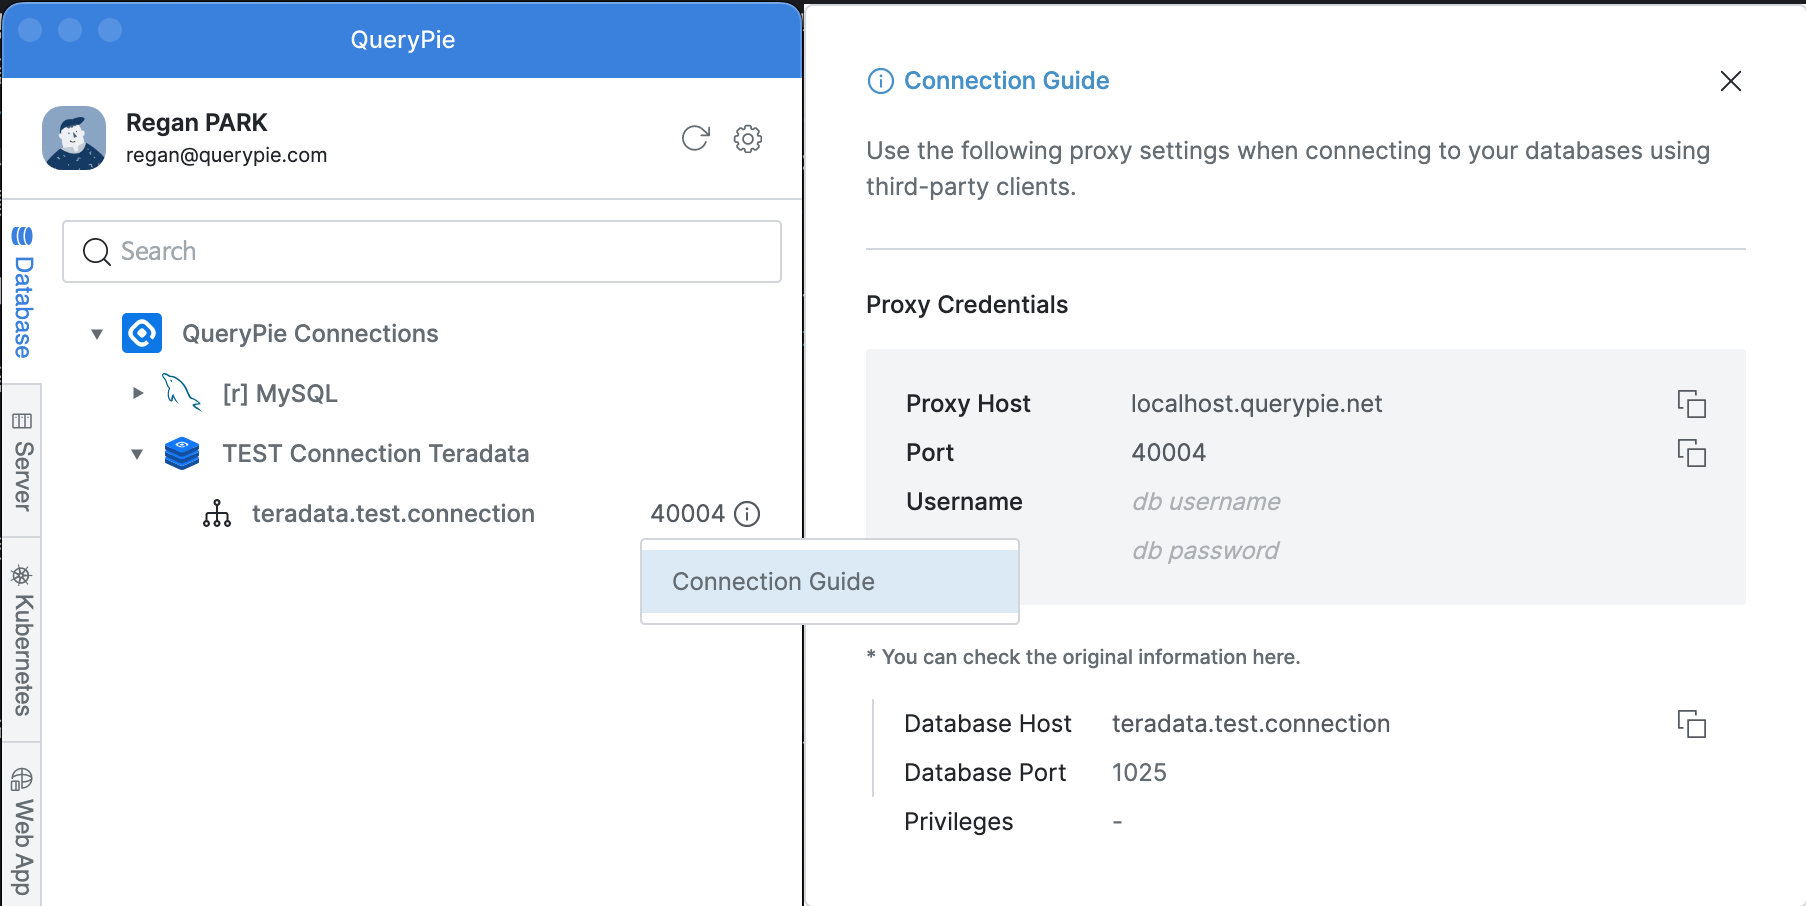 QueryPie
Regan PARK
regan@querypie.com
Search
Database
Server
Kubernetes
Web App
QueryPie Connections
[r] MySQL
TEST Connection Teradata
teradata.test.connection 40004
Connection Guide
Connection Guide
Use the following proxy settings when connecting to your databases using
third-party clients.
Proxy Credentials
Proxy Host localhost.querypie.net
Port 40004
Username db username
db password
* You can check the original information here.
Database Host teradata.test.connection
Database Port 1025
Privileges -